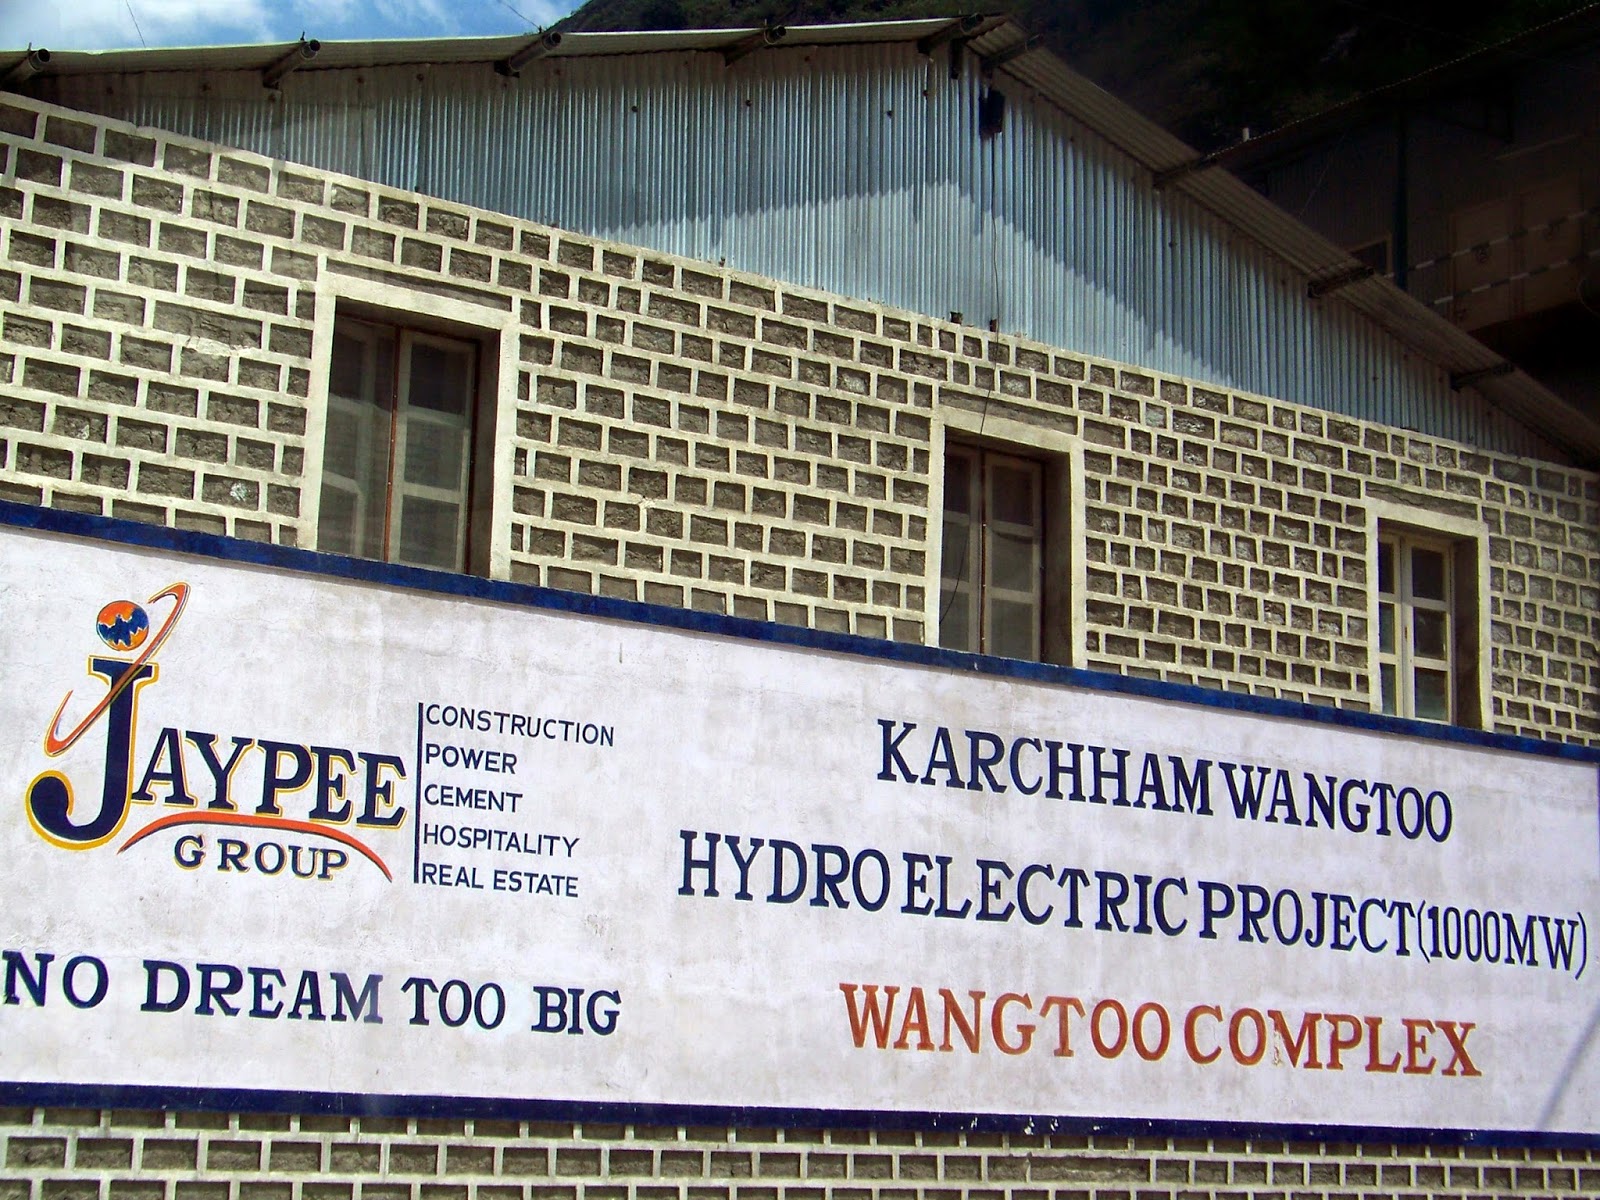 JAYPEE
GROUP
CONSTRUCTION
POWER
CEMENT
HOSPITALITY
REAL ESTATE
NO DREAM TOO BIG
KARCHHAM WANGTOO
HYDRO ELECTRIC PROJECT (1000MW)
WANGTOO COMPLEX